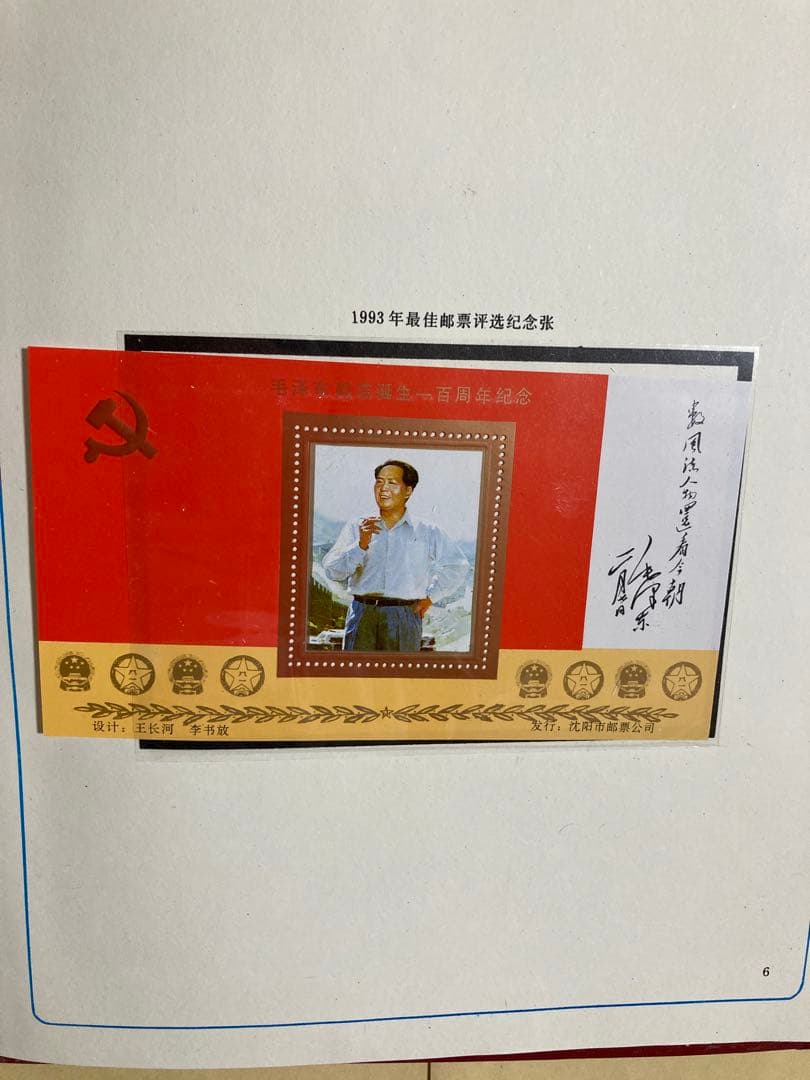 1993年最佳邮票评选纪念张
毛泽东同志诞生一百周年纪念
数风流人物還看今朝
毛泽东
设计：王长河 李书放
发行：沈阳市邮票公司
6